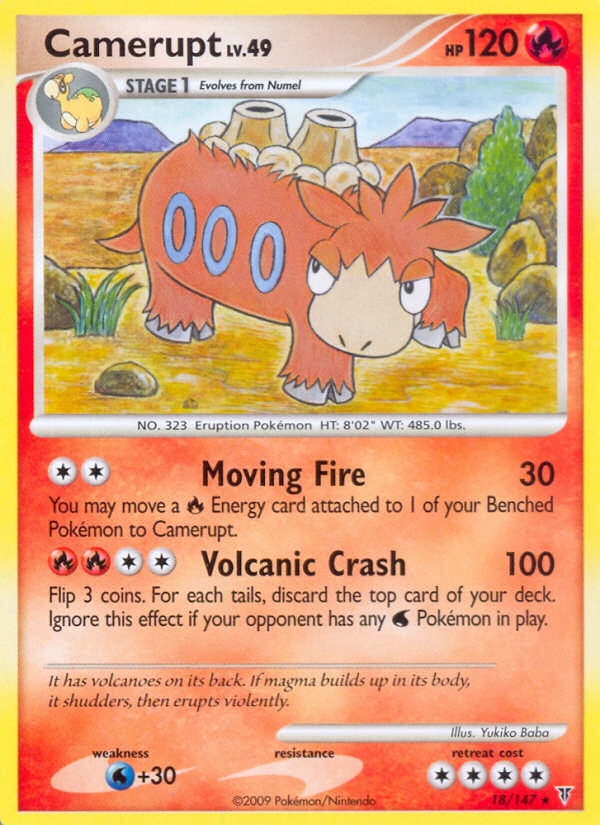 Camerupt LV.49 HP 120
STAGE 1 Evolves from Numel
NO. 323 Eruption Pokémon HT: 8'02" WT: 485.0 lbs.
Moving Fire 30
You may move a Energy card attached to 1 of your Benched
Pokémon to Camerupt.
Volcanic Crash 100
Flip 3 coins. For each tails, discard the top card of your deck.
Ignore this effect if your opponent has any Pokémon in play.
It has volcanoes on its back. If magma builds up in its body,
it shudders, then erupts violently.
Illus. Yukiko Baba
weakness resistance retreat cost
+30
©2009 Pokémon/Nintendo 18/147 ★